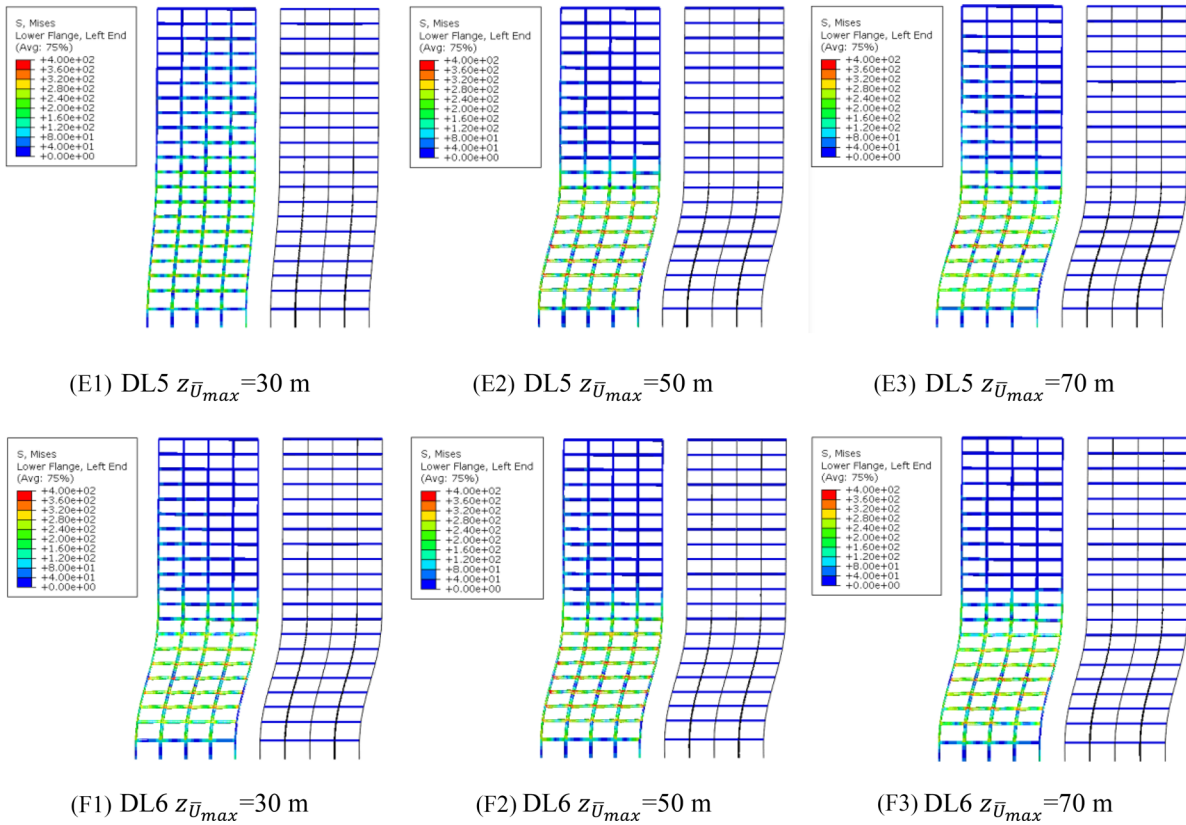 S, Mises
Lower Flange, Left End
(Avg: 75%)
+4.00e+02
+3.60e+02
+3.20e+02
+2.80e+02
+2.40e+02
+2.00e+02
+1.60e+02
+1.20e+02
+8.00e+01
+4.00e+01
+0.00e+00
S, Mises
Lower Flange, Left End
(Avg: 75%)
+4.00e+02
+3.60e+02
+3.20e+02
+2.80e+02
+2.40e+02
+2.00e+02
+1.60e+02
+1.20e+02
+8.00e+01
+4.00e+01
+0.00e+00
S, Mises
Lower Flange, Left End
(Avg: 75%)
+4.00e+02
+3.60e+02
+3.20e+02
+2.80e+02
+2.40e+02
+2.00e+02
+1.60e+02
+1.20e+02
+8.00e+01
+4.00e+01
+0.00e+00
(E1) DL5 z_{U̅max}=30 m
(E2) DL5 z_{U̅max}=50 m
(E3) DL5 z_{U̅max}=70 m
S, Mises
Lower Flange, Left End
(Avg: 75%)
+4.00e+02
+3.60e+02
+3.20e+02
+2.80e+02
+2.40e+02
+2.00e+02
+1.60e+02
+1.20e+02
+8.00e+01
+4.00e+01
+0.00e+00
S, Mises
Lower Flange, Left End
(Avg: 75%)
+4.00e+02
+3.60e+02
+3.20e+02
+2.80e+02
+2.40e+02
+2.00e+02
+1.60e+02
+1.20e+02
+8.00e+01
+4.00e+01
+0.00e+00
S, Mises
Lower Flange, Left End
(Avg: 75%)
+4.00e+02
+3.60e+02
+3.20e+02
+2.80e+02
+2.40e+02
+2.00e+02
+1.60e+02
+1.20e+02
+8.00e+01
+4.00e+01
+0.00e+00
(F1) DL6 z_{U̅max}=30 m
(F2) DL6 z_{U̅max}=50 m
(F3) DL6 z_{U̅max}=70 m